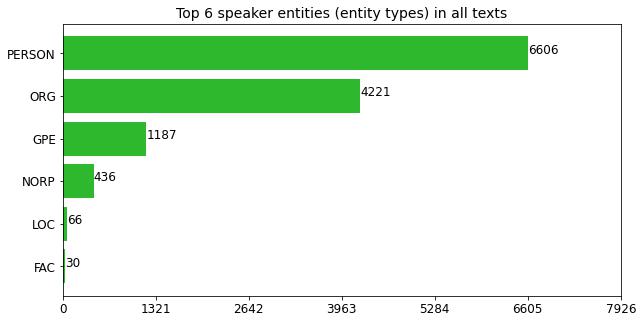 Top 6 speaker entities (entity types) in all texts
PERSON 6606
ORG 4221
GPE 1187
NORP 436
LOC 66
FAC 30
0 1321 2642 3963 5284 6605 7926